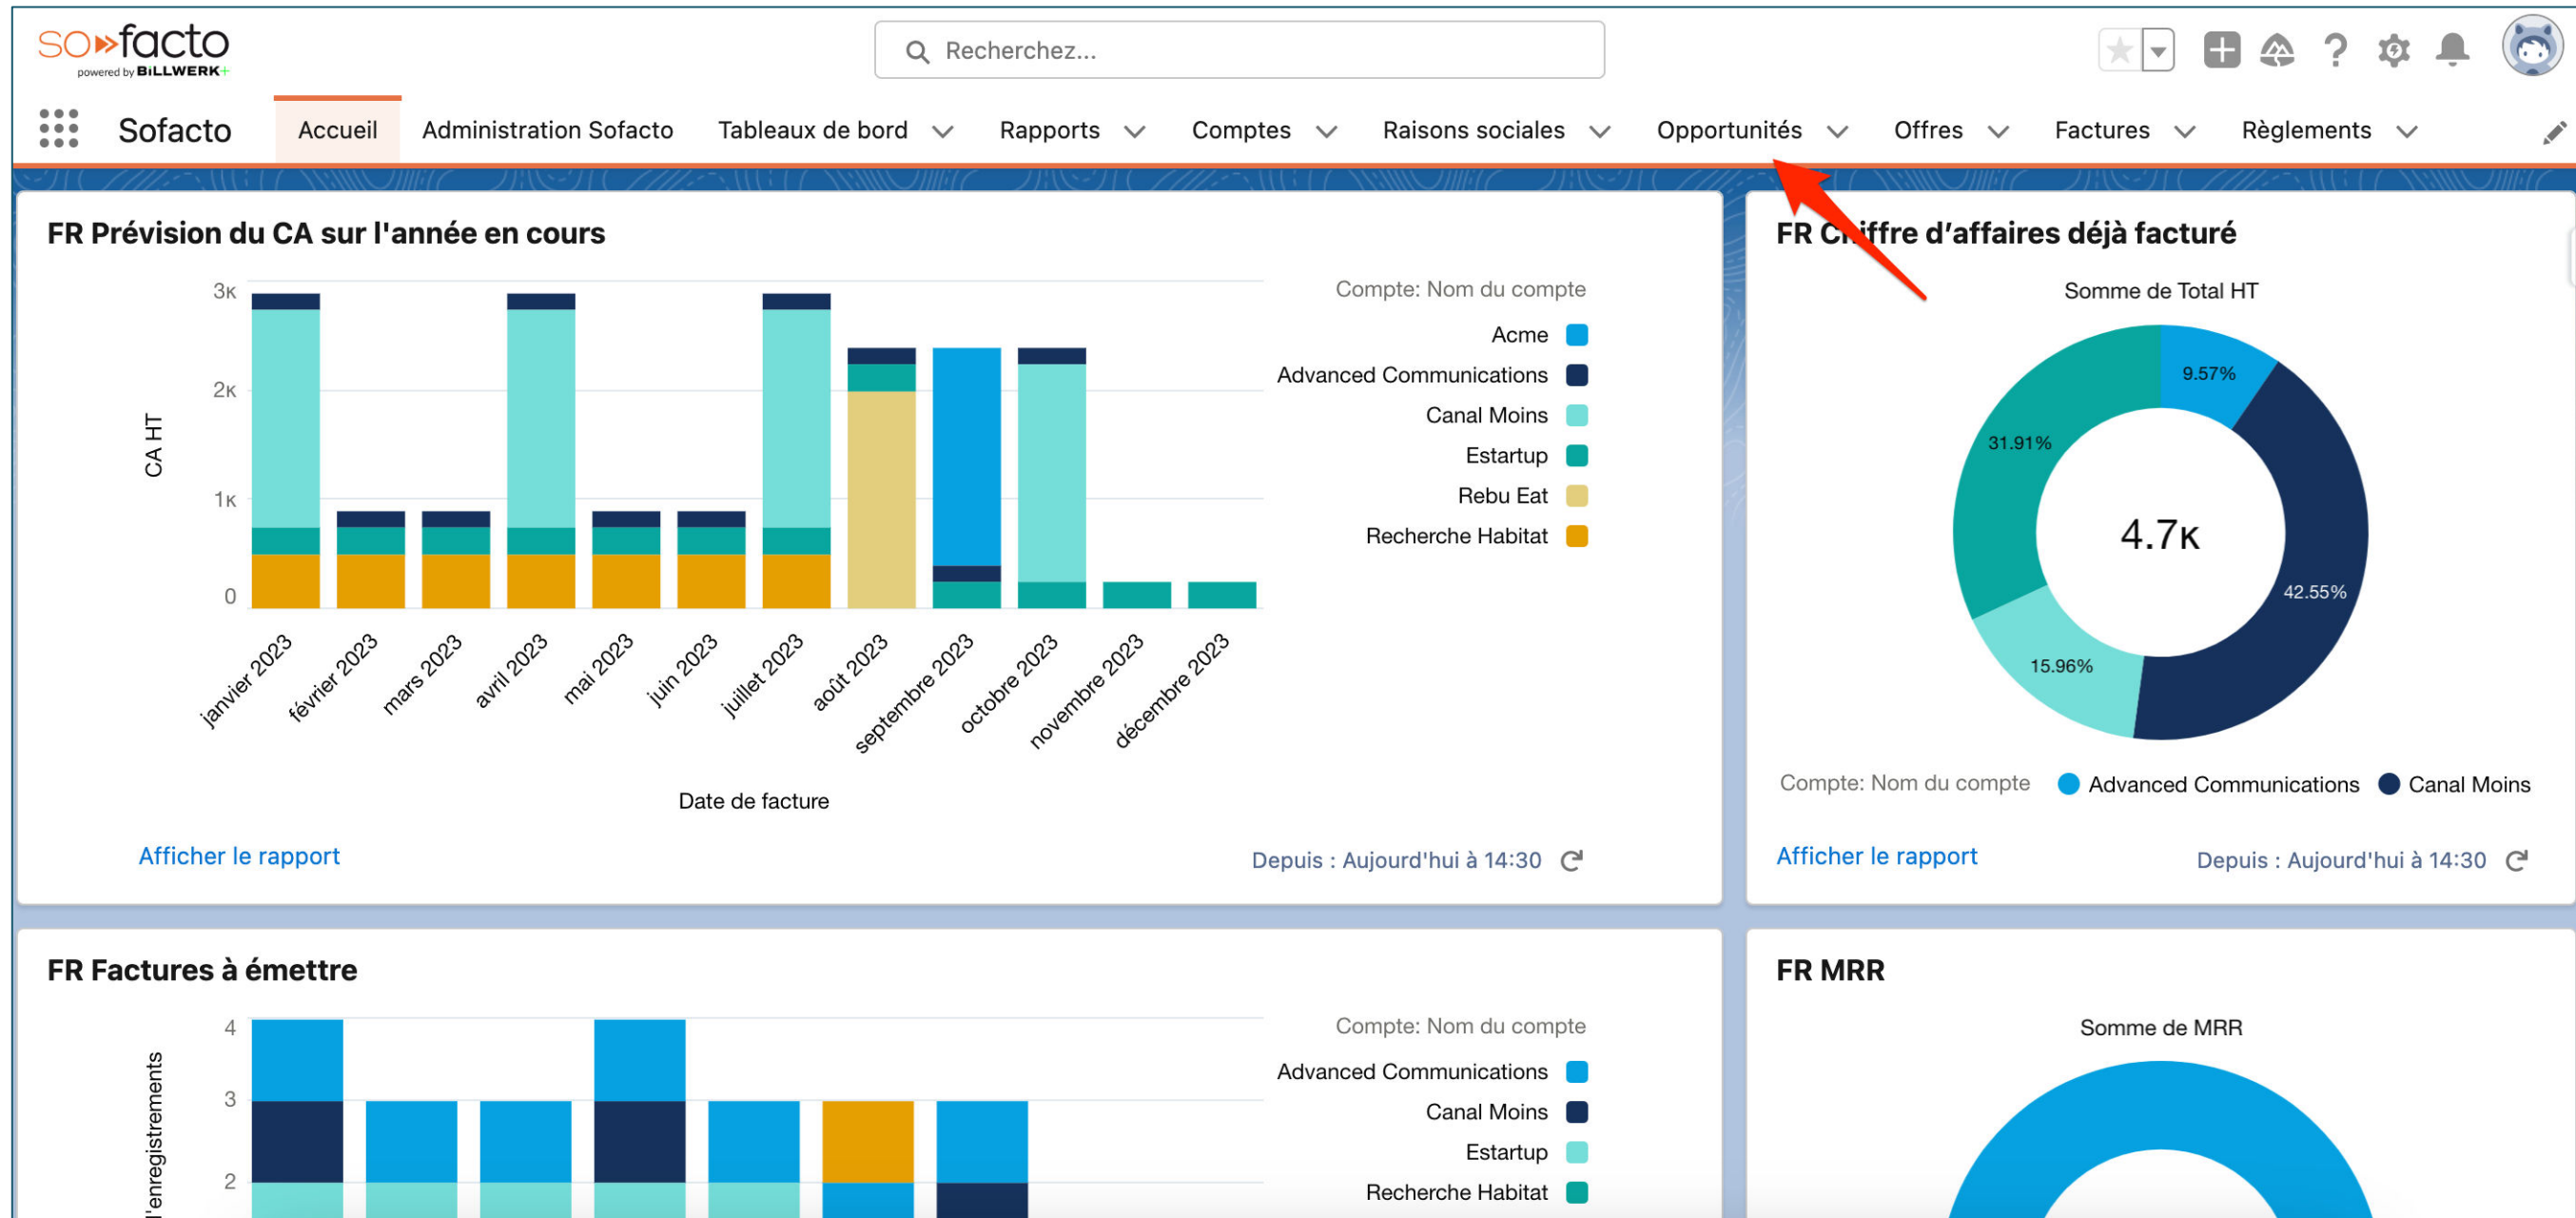 so facto
powered by BiLLWERK+
Recherchez...
Sofacto
Accueil
Administration Sofacto
Tableaux de bord
Rapports
Comptes
Raisons sociales
Opportunités
Offres
Factures
Règlements
FR Prévision du CA sur l'année en cours
3K
2K
1K
0
CA HT
janvier 2023
février 2023
mars 2023
avril 2023
mai 2023
juin 2023
juillet 2023
août 2023
septembre 2023
octobre 2023
novembre 2023
décembre 2023
Date de facture
Compte: Nom du compte
Acme
Advanced Communications
Canal Moins
Estartup
Rebu Eat
Recherche Habitat
Afficher le rapport
Depuis : Aujourd'hui à 14:30
FR Chiffre d’affaires déjà facturé
Somme de Total HT
9.57%
31.91%
4.7K
42.55%
15.96%
Compte: Nom du compte
Advanced Communications
Canal Moins
Afficher le rapport
Depuis : Aujourd'hui à 14:30
FR Factures à émettre
4
3
2
l'enregistrements
Compte: Nom du compte
Advanced Communications
Canal Moins
Estartup
Recherche Habitat
FR MRR
Somme de MRR